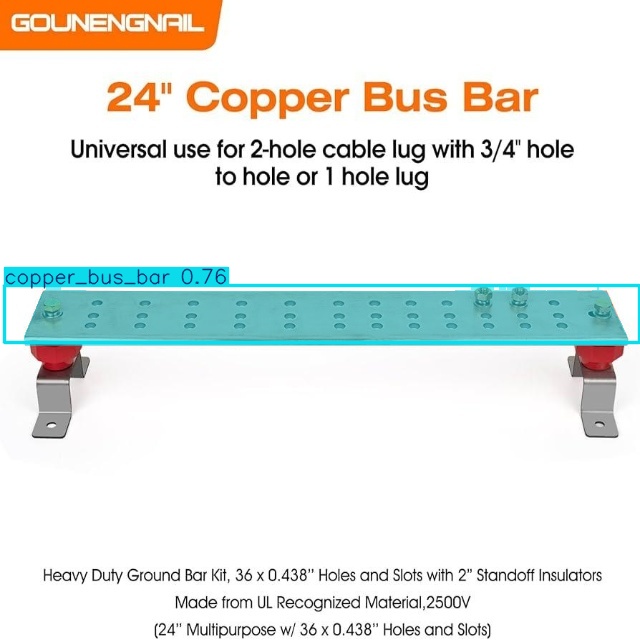 GOUNENGNAIL
24" Copper Bus Bar
Universal use for 2-hole cable lug with 3/4" hole
to hole or 1 hole lug
copper_bus_bar 0.76
Heavy Duty Ground Bar Kit, 36 x 0.438” Holes and Slots with 2” Standoff Insulators
Made from UL Recognized Material,2500V
(24” Multipurpose w/ 36 x 0.438” Holes and Slots)